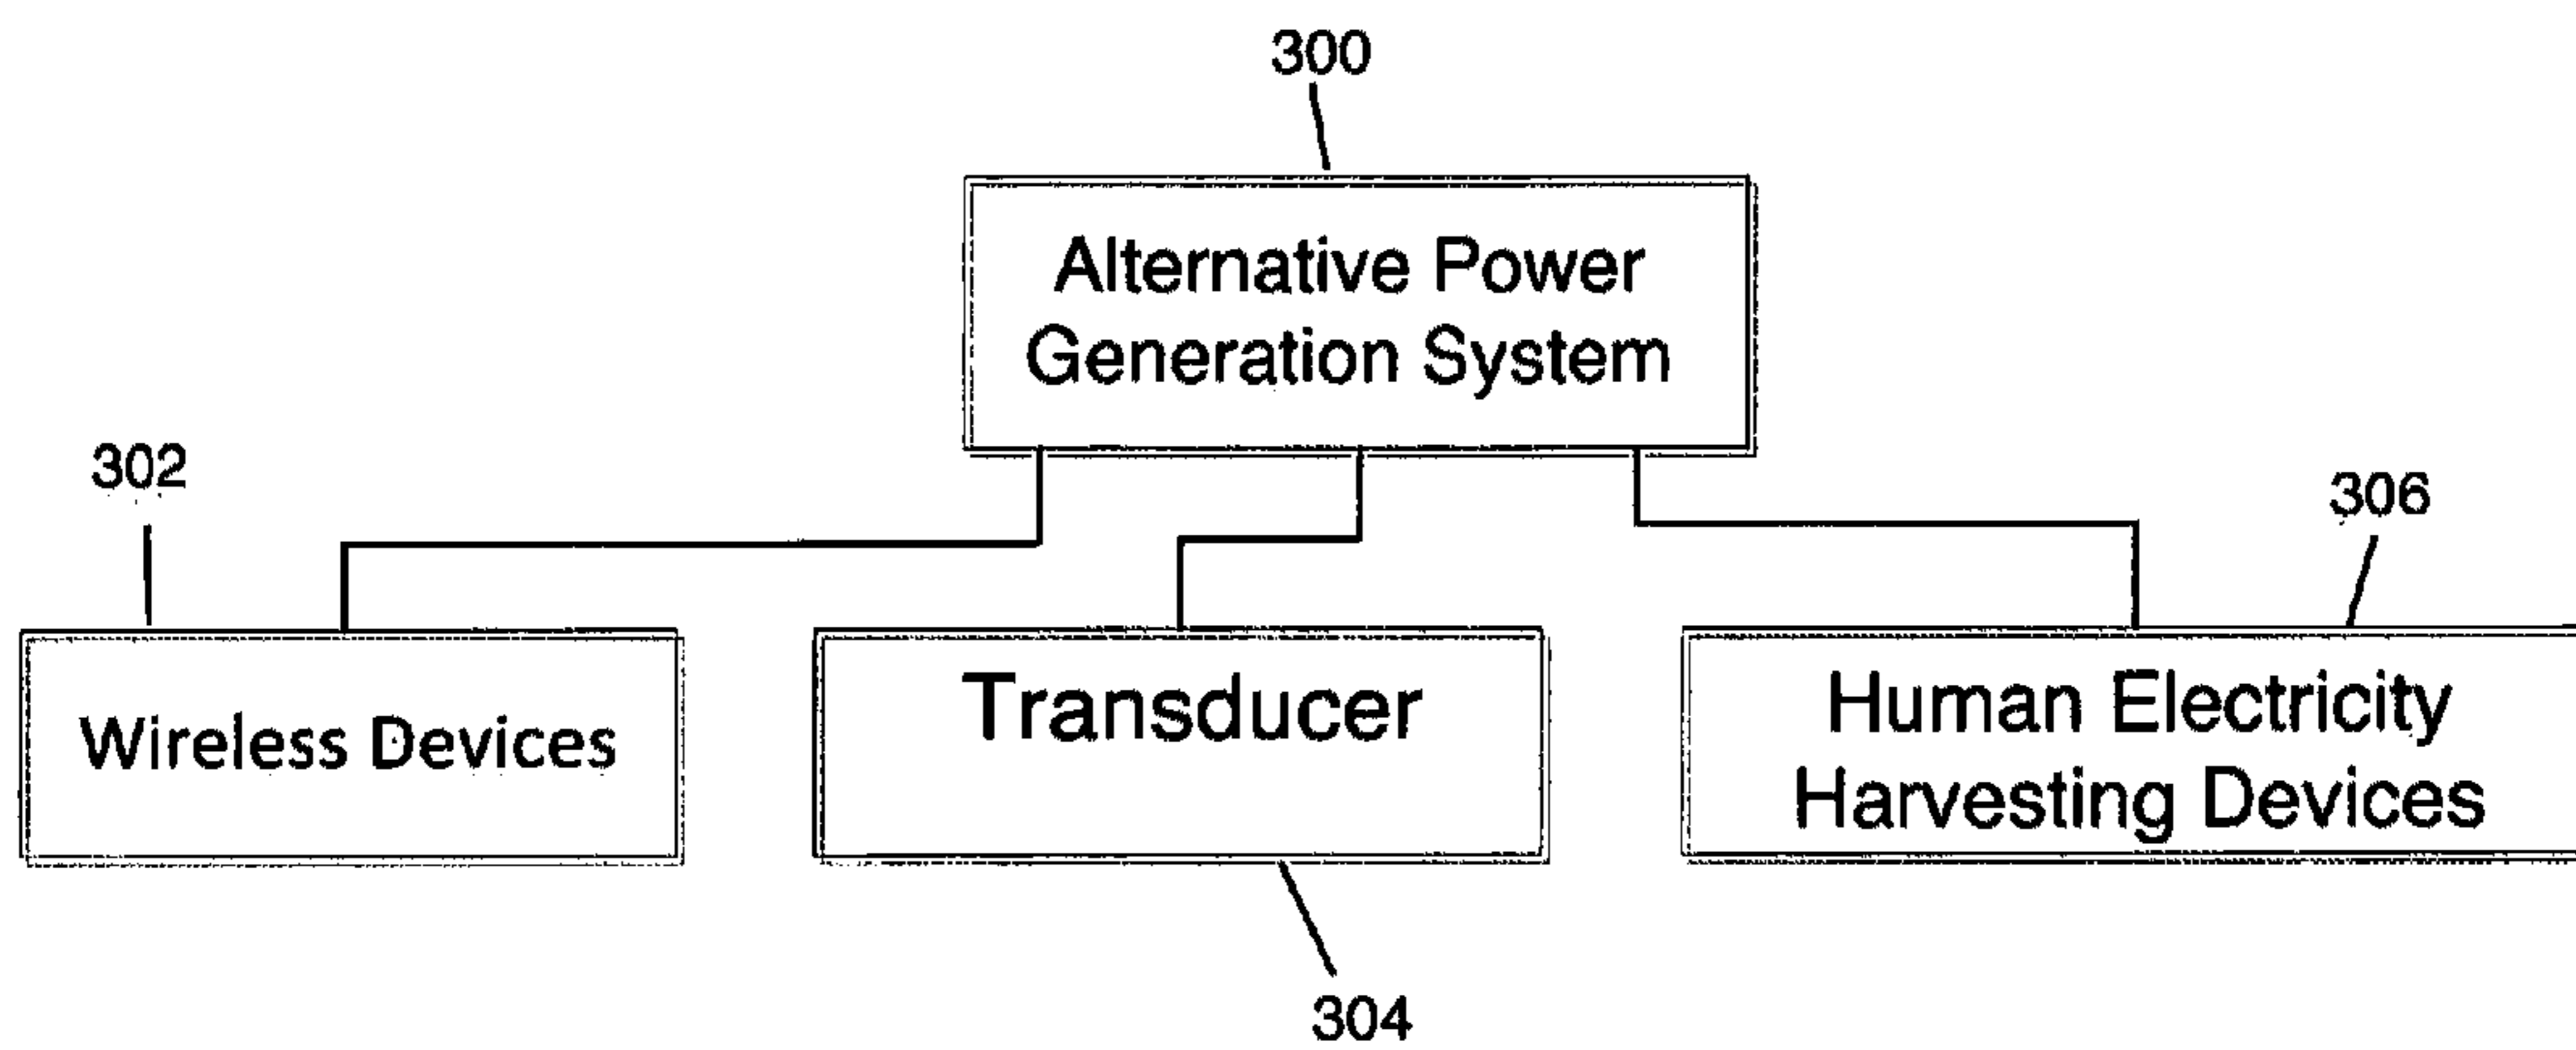 300
Alternative Power
Generation System
302
306
Wireless Devices
Transducer
Human Electricity
Harvesting Devices
304